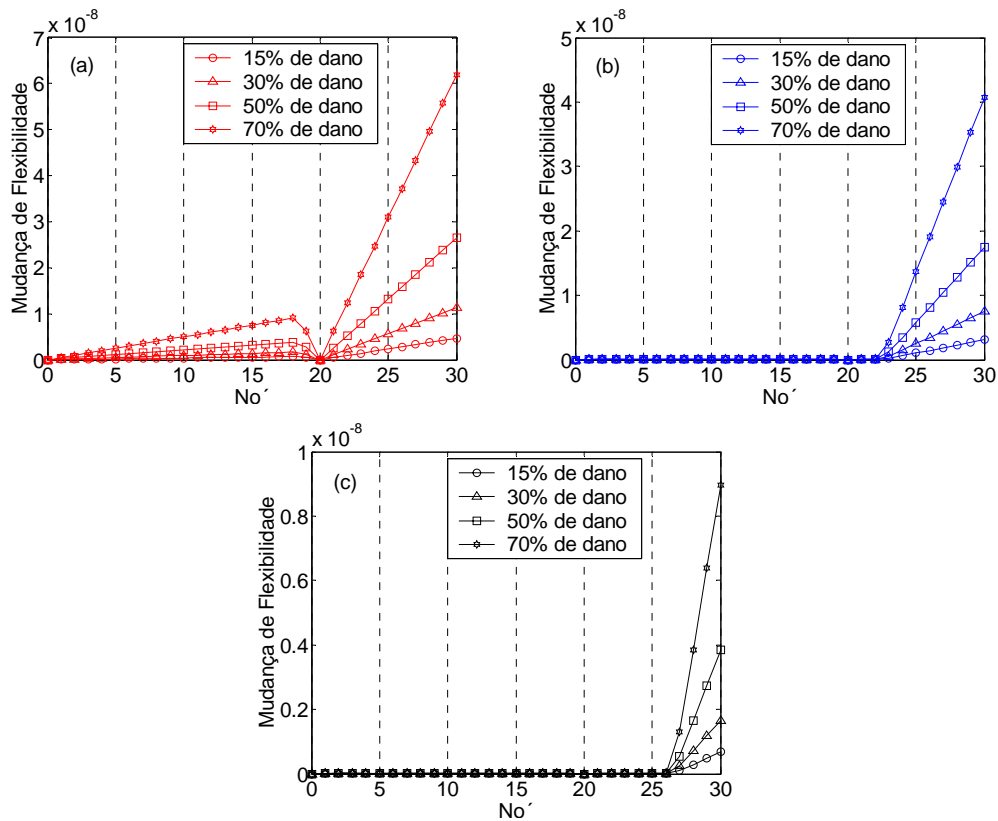 x 10-8
7
6
5
4
3
2
1
0
Mudança de Flexibilidade
(a)
15% de dano
30% de dano
50% de dano
70% de dano
0 5 10 15 20 25 30
No´
x 10-8
5
4
3
2
1
0
Mudança de Flexibilidade
(b)
15% de dano
30% de dano
50% de dano
70% de dano
0 5 10 15 20 25 30
No´
x 10-8
1
0.8
0.6
0.4
0.2
0
Mudança de Flexibilidade
(c)
15% de dano
30% de dano
50% de dano
70% de dano
0 5 10 15 20 25 30
No´